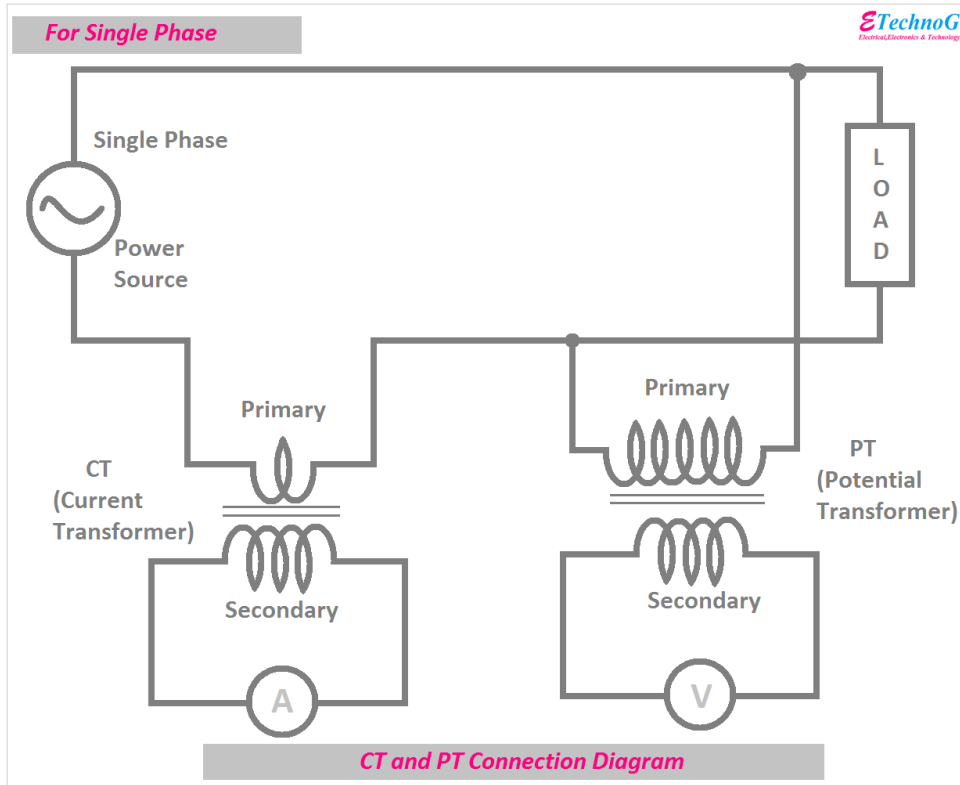 For Single Phase
ETechnoG
Electrical,Electronics & Technology
Single Phase
Power
Source
L
O
A
D
Primary
Primary
CT
(Current
Transformer)
PT
(Potential
Transformer)
Secondary
Secondary
A
V
CT and PT Connection Diagram